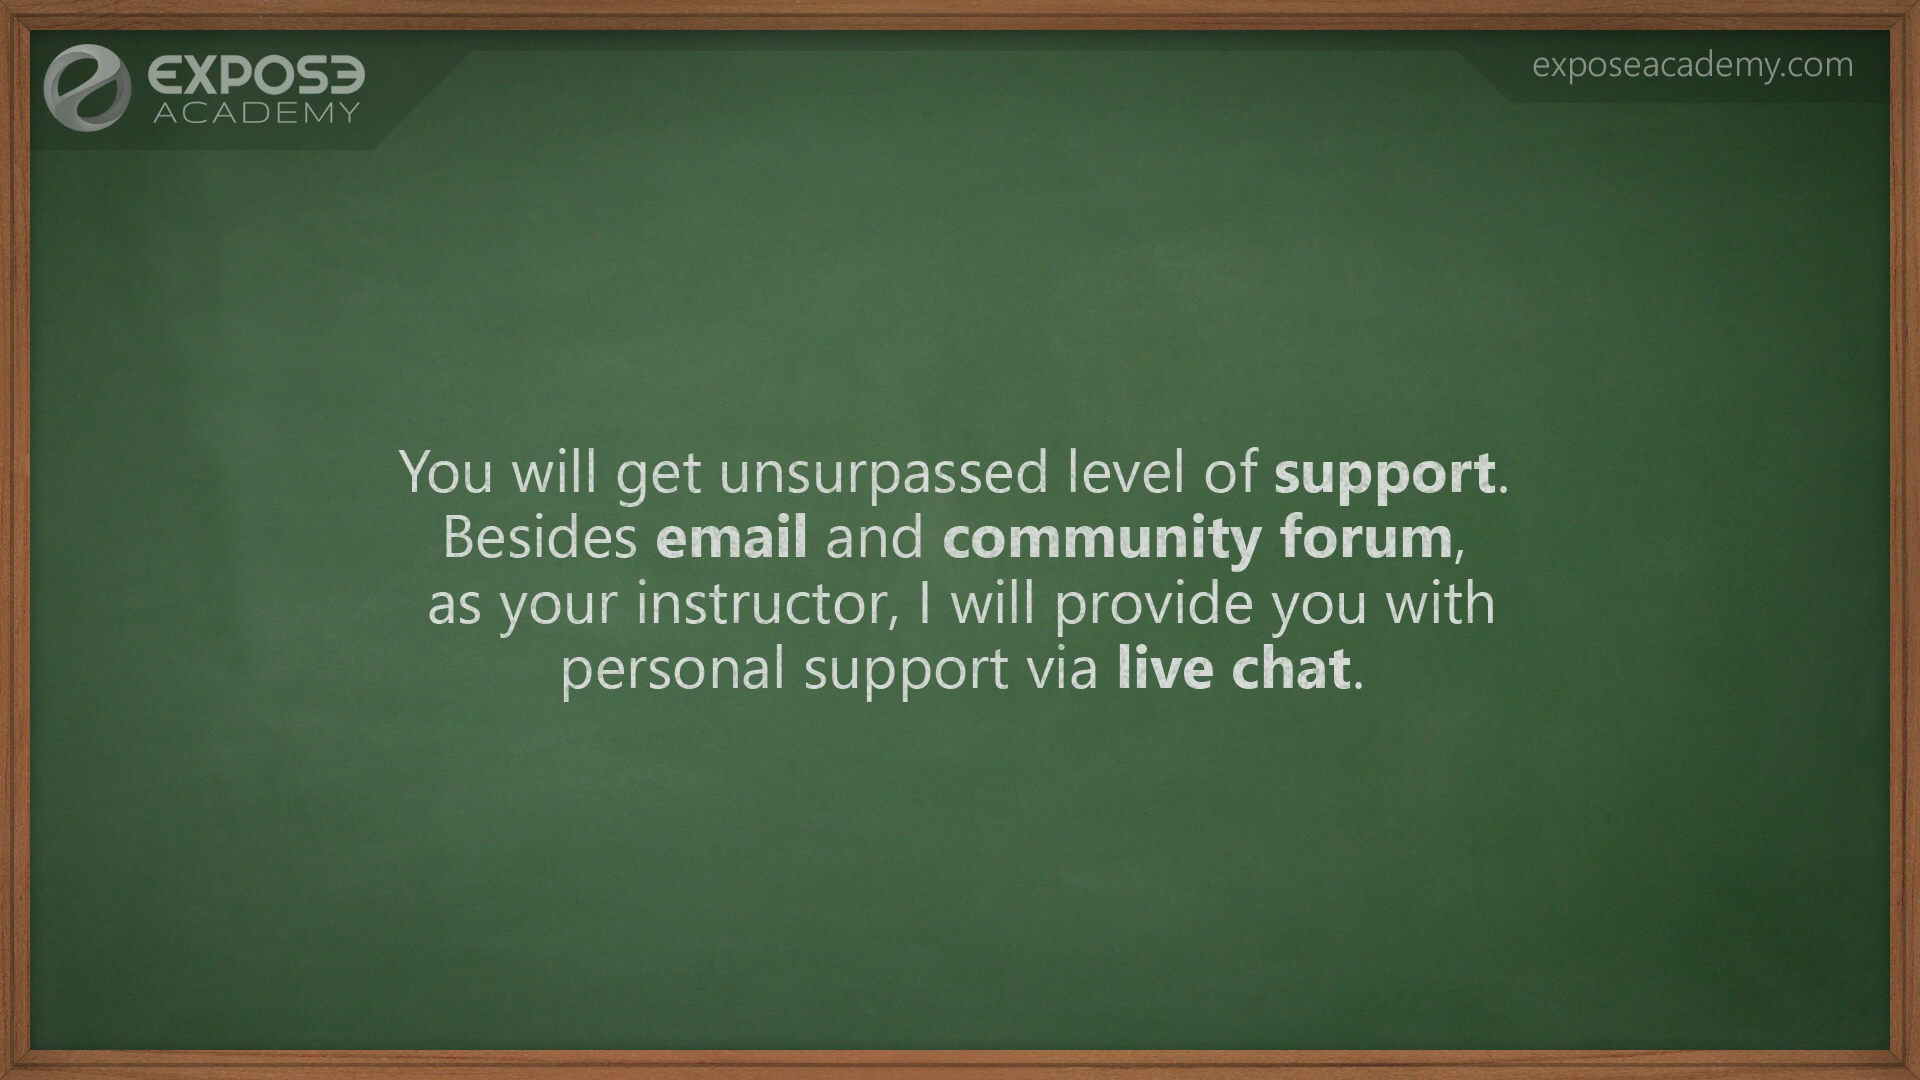 EXPOSE
ACADEMY
exposeacademy.com
You will get unsurpassed level of support.
Besides email and community forum,
as your instructor, I will provide you with
personal support via live chat.